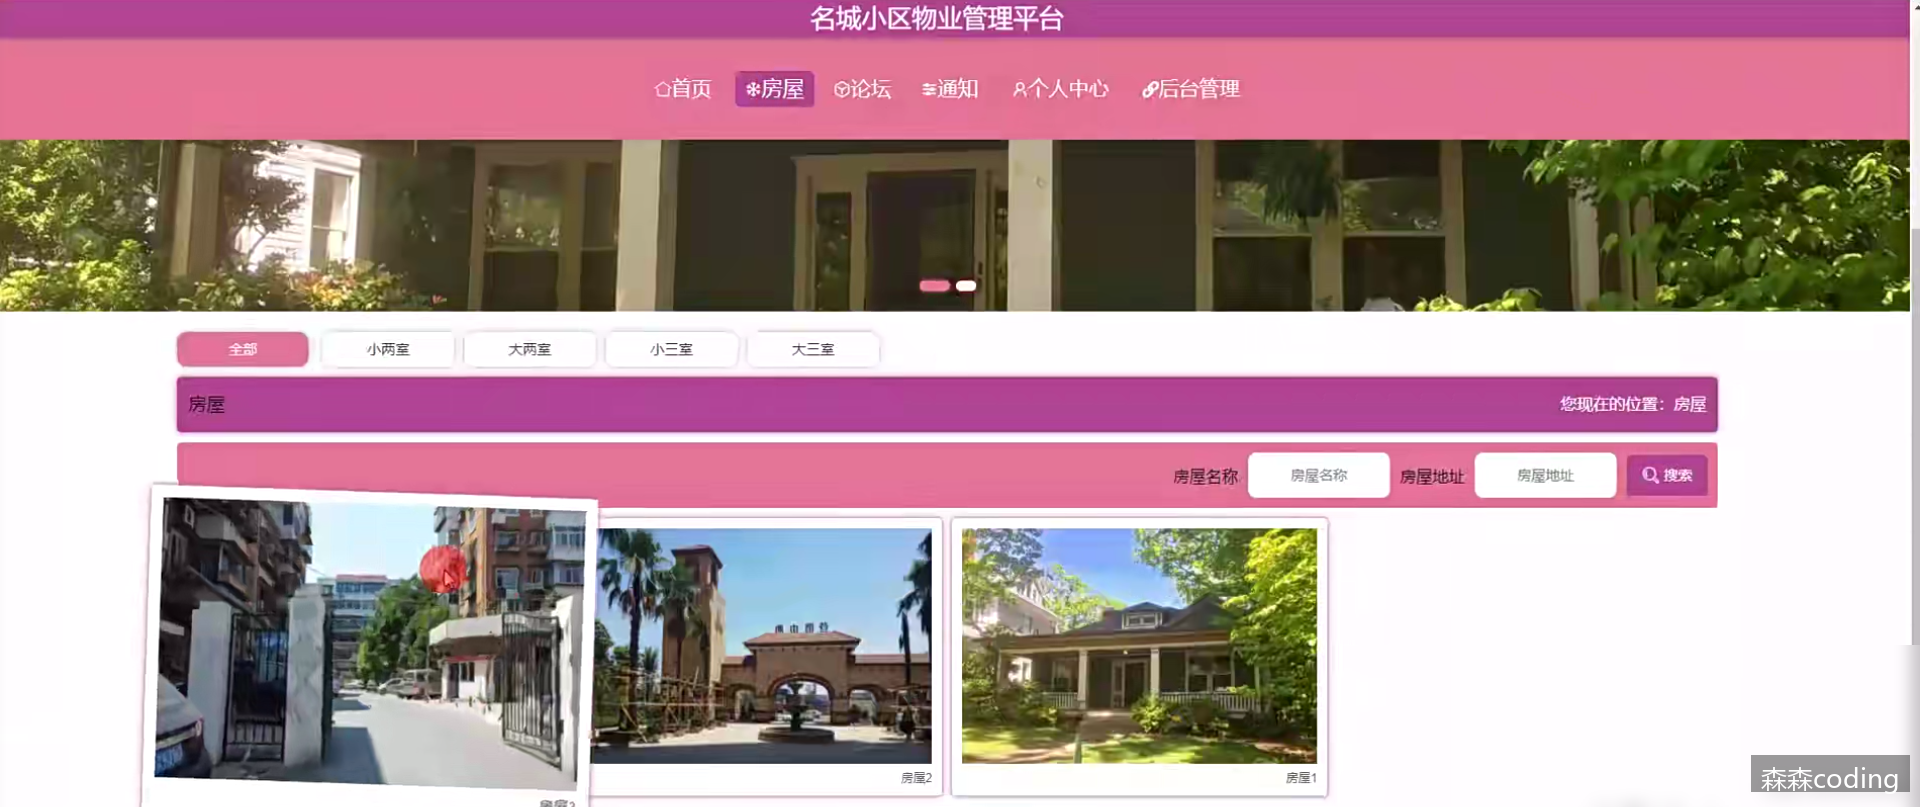 名城小区物业管理平台
首页 房屋 论坛 通知 个人中心 后台管理
全部 小两室 大两室 小三室 大三室
房屋 您现在的位置：房屋
房屋名称 房屋名称 房屋地址 房屋地址 搜索
房屋2 房屋1
森森coding